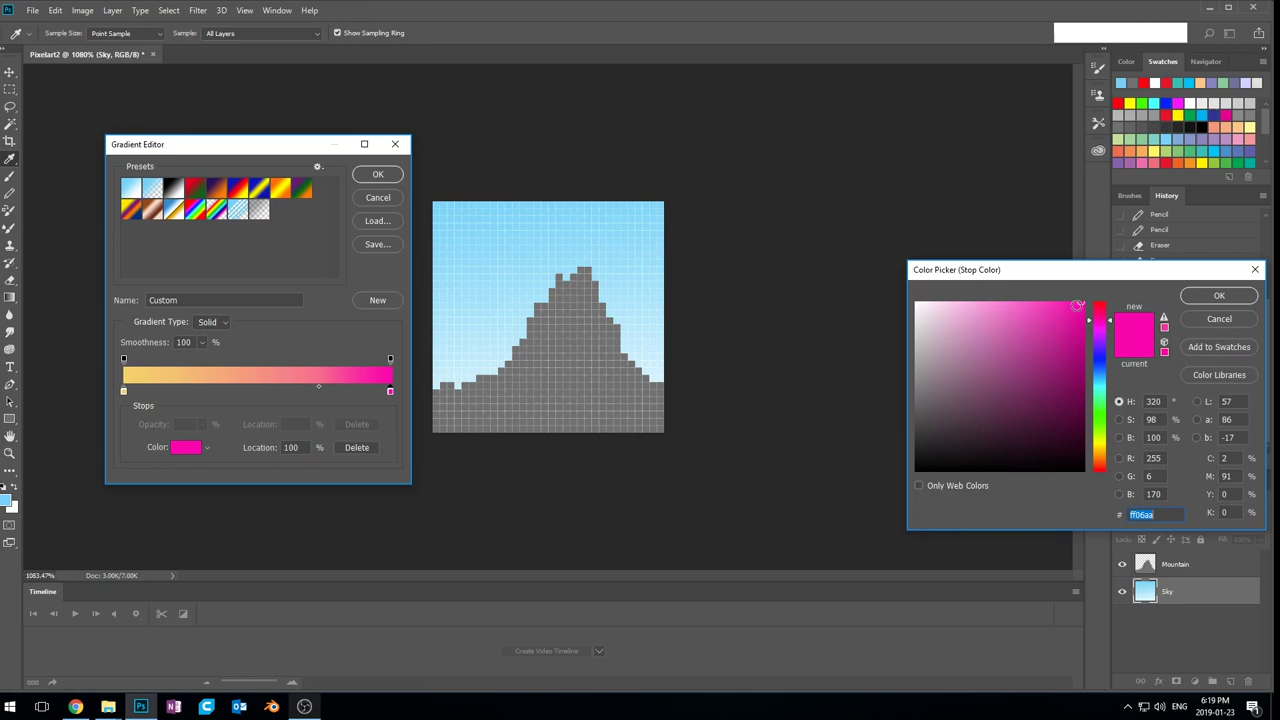 Ps File Edit Image Layer Type Select Filter 3D View Window Help
Sample Size: Point Sample Sample: All Layers Show Sampling Ring
Pixelart2 @ 1080% (Sky, RGB/8) * ×
Color Swatches Navigator
Gradient Editor
Presets
OK
Cancel
Load...
Save...
Name: Custom New
Gradient Type: Solid
Smoothness: 100 %
Stops
Opacity: % Location: % Delete
Color: Location: 100 % Delete
Brushes History
Pencil
Pencil
Eraser
Color Picker (Stop Color)
new
current
OK
Cancel
Add to Swatches
Color Libraries
H: 320 ° L: 57
S: 98 % a: 86
B: 100 % b: -17
R: 255 C: 2 %
G: 6 M: 91 %
B: 170 Y: 0 %
# ff06aa K: 0 %
Only Web Colors
Lock: Fill: 100%
Mountain
Sky
1083.47% Doc: 3.00K/7.00K
Timeline
Create Video Timeline
Ps
ENG
6:19 PM
2019-01-23